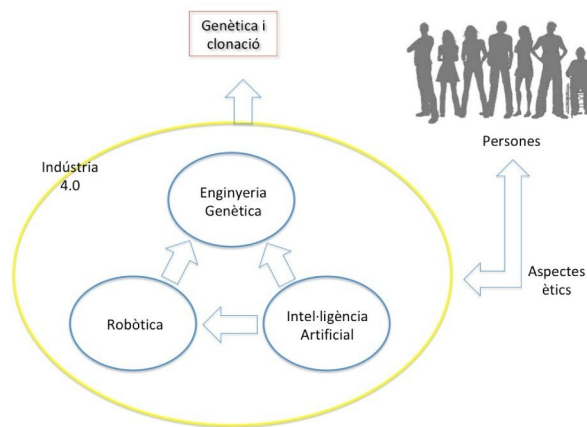 Genètica i
clonació
Persones
Indústria
4.0
Enginyeria
Genètica
Aspectes
ètics
Robòtica
Intel·ligència
Artificial